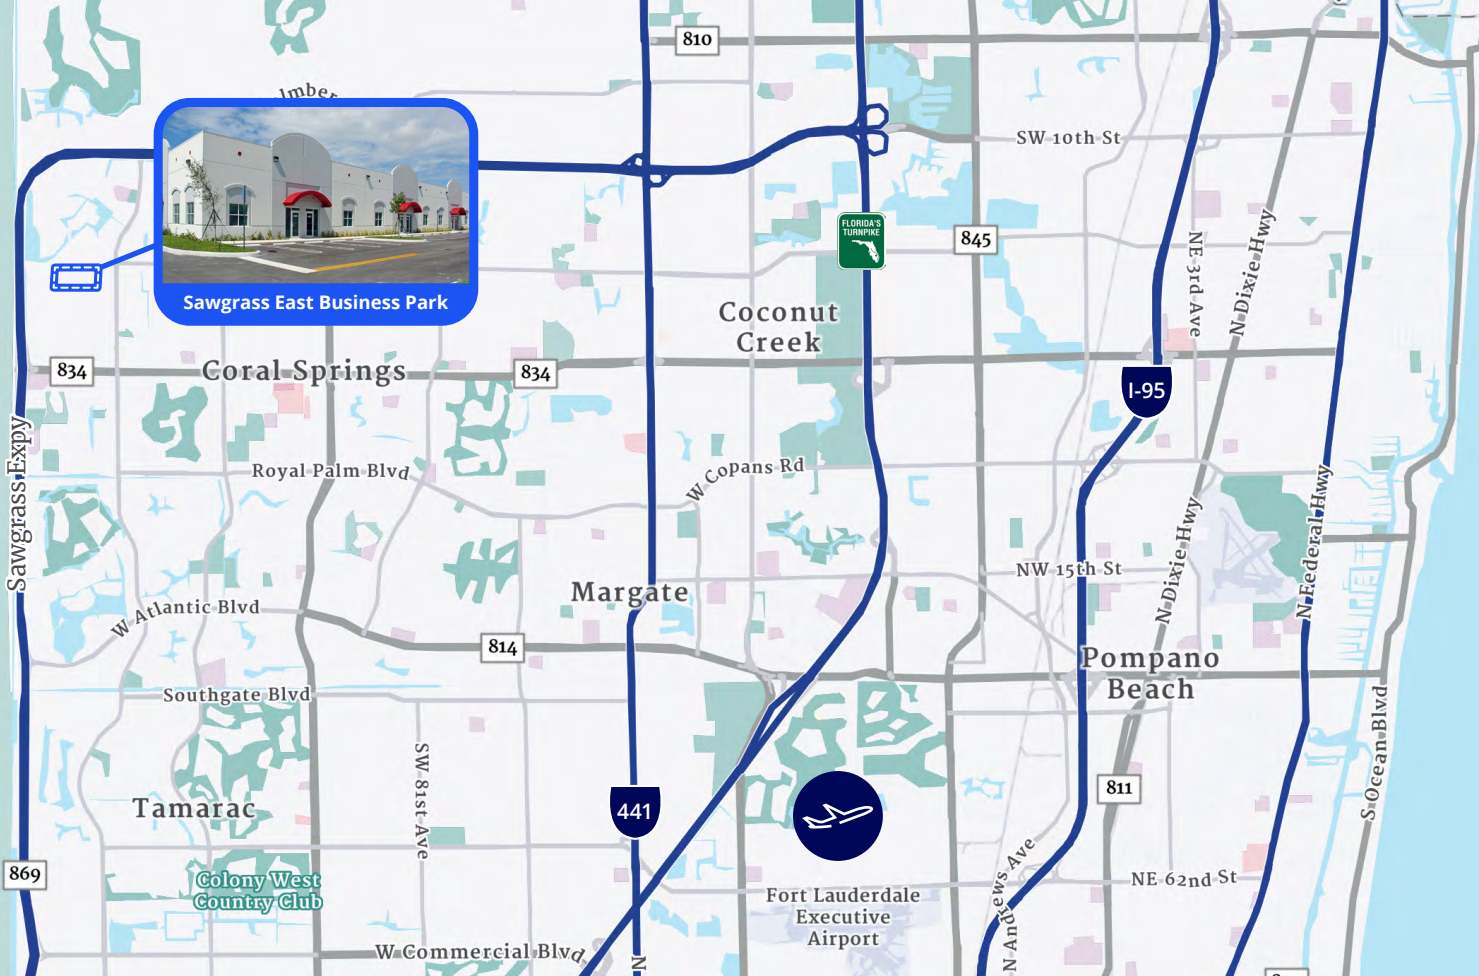 810
Imber
SW 10th St
FLORIDA'S
TURNPIKE
845
NE 3rd Ave
N Dixie Hwy
Sawgrass East Business Park
Coconut
Creek
834
Coral Springs
834
I-95
Sawgrass Expy
Royal Palm Blvd
W Copans Rd
N Dixie Hwy
N Federal Hwy
NW 15th St
Margate
W Atlantic Blvd
814
Pompano
Beach
Southgate Blvd
S Ocean Blvd
SW 81st Ave
811
Tamarac
441
869
Colony West
Country Club
N Andrews Ave
NE 62nd St
Fort Lauderdale
Executive
Airport
W Commercial Blvd
N